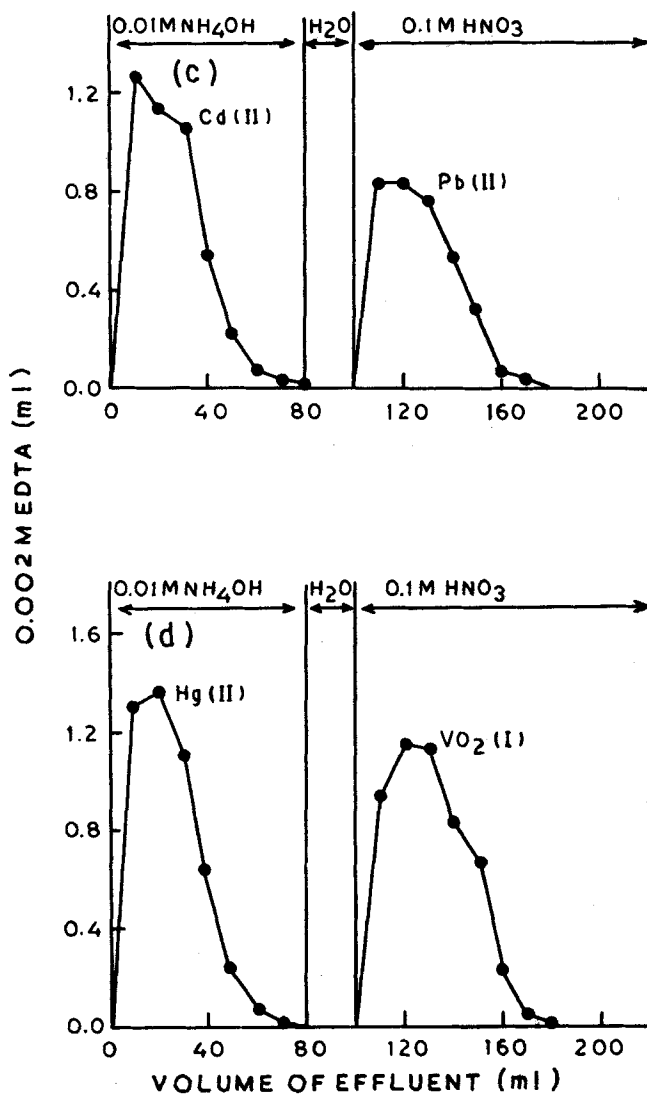 0.01M NH4OH H2O 0.1M HNO3
(c)
1.2
Cd(II)
Pb(II)
0.8
0.4
0.0
0 40 80 120 160 200
0.002M EDTA (ml)
0.01M NH4OH H2O 0.1M HNO3
(d)
1.6
Hg(II)
VO2(I)
1.2
0.8
0.4
0.0
0 40 80 120 160 200
VOLUME OF EFFLUENT (ml)